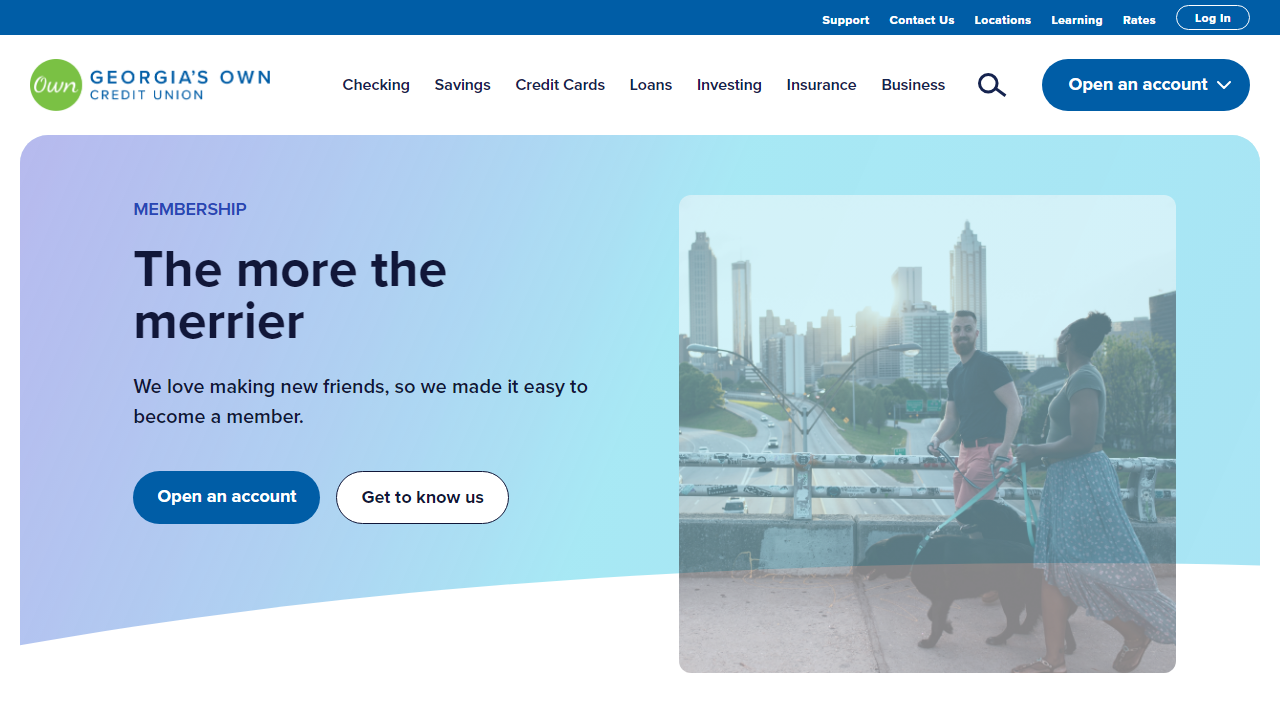 Support Contact Us Locations Learning Rates Log In
Own GEORGIA'S OWN
CREDIT UNION
Checking Savings Credit Cards Loans Investing Insurance Business Open an account
MEMBERSHIP
The more the
merrier
We love making new friends, so we made it easy to
become a member.
Open an account Get to know us